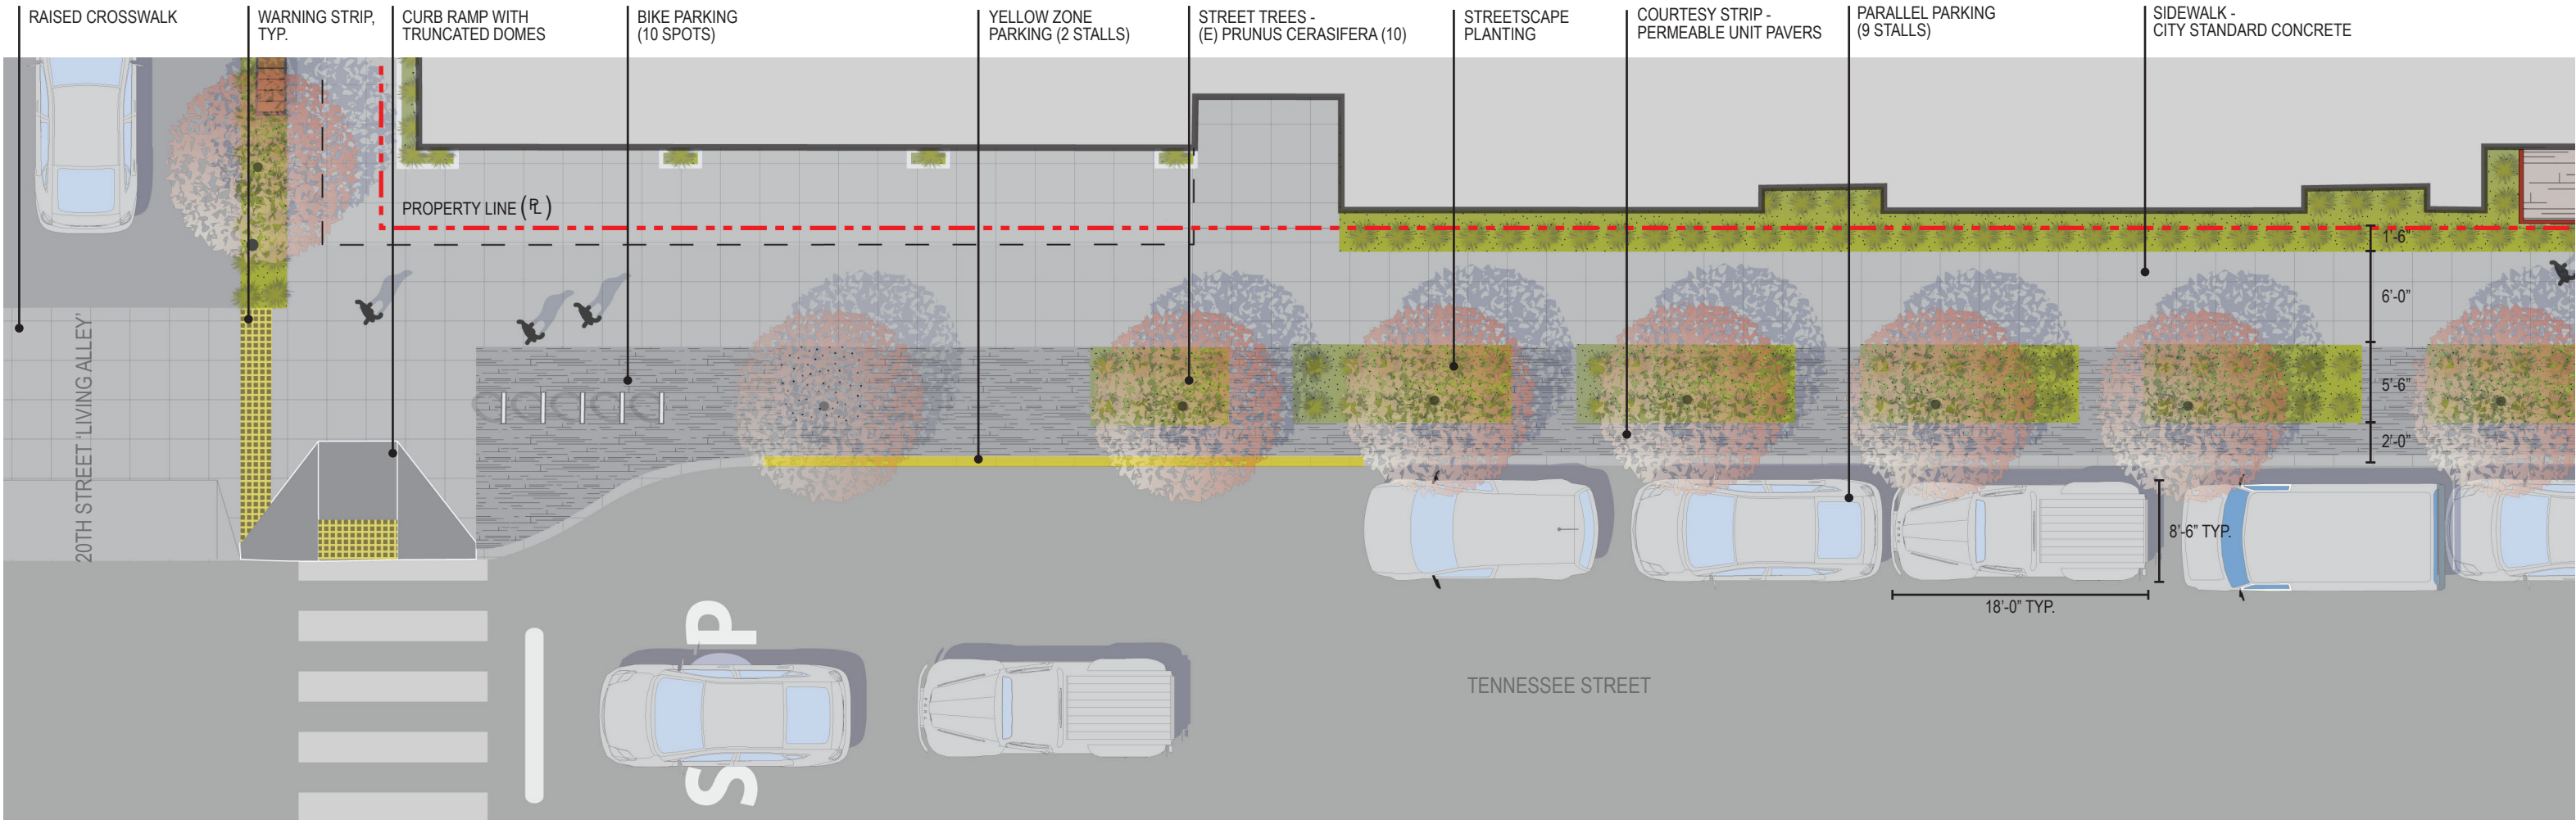 RAISED CROSSWALK
WARNING STRIP,
TYP.
CURB RAMP WITH
TRUNCATED DOMES
BIKE PARKING
(10 SPOTS)
YELLOW ZONE
PARKING (2 STALLS)
STREET TREES -
(E) PRUNUS CERASIFERA (10)
STREETSCAPE
PLANTING
COURTESY STRIP -
PERMEABLE UNIT PAVERS
PARALLEL PARKING
(9 STALLS)
SIDEWALK -
CITY STANDARD CONCRETE
PROPERTY LINE (PL)
1'-6"
6'-0"
5'-6"
2'-0"
8'-6" TYP.
18'-0" TYP.
20TH STREET 'LIVING ALLEY'
TENNESSEE STREET
S P